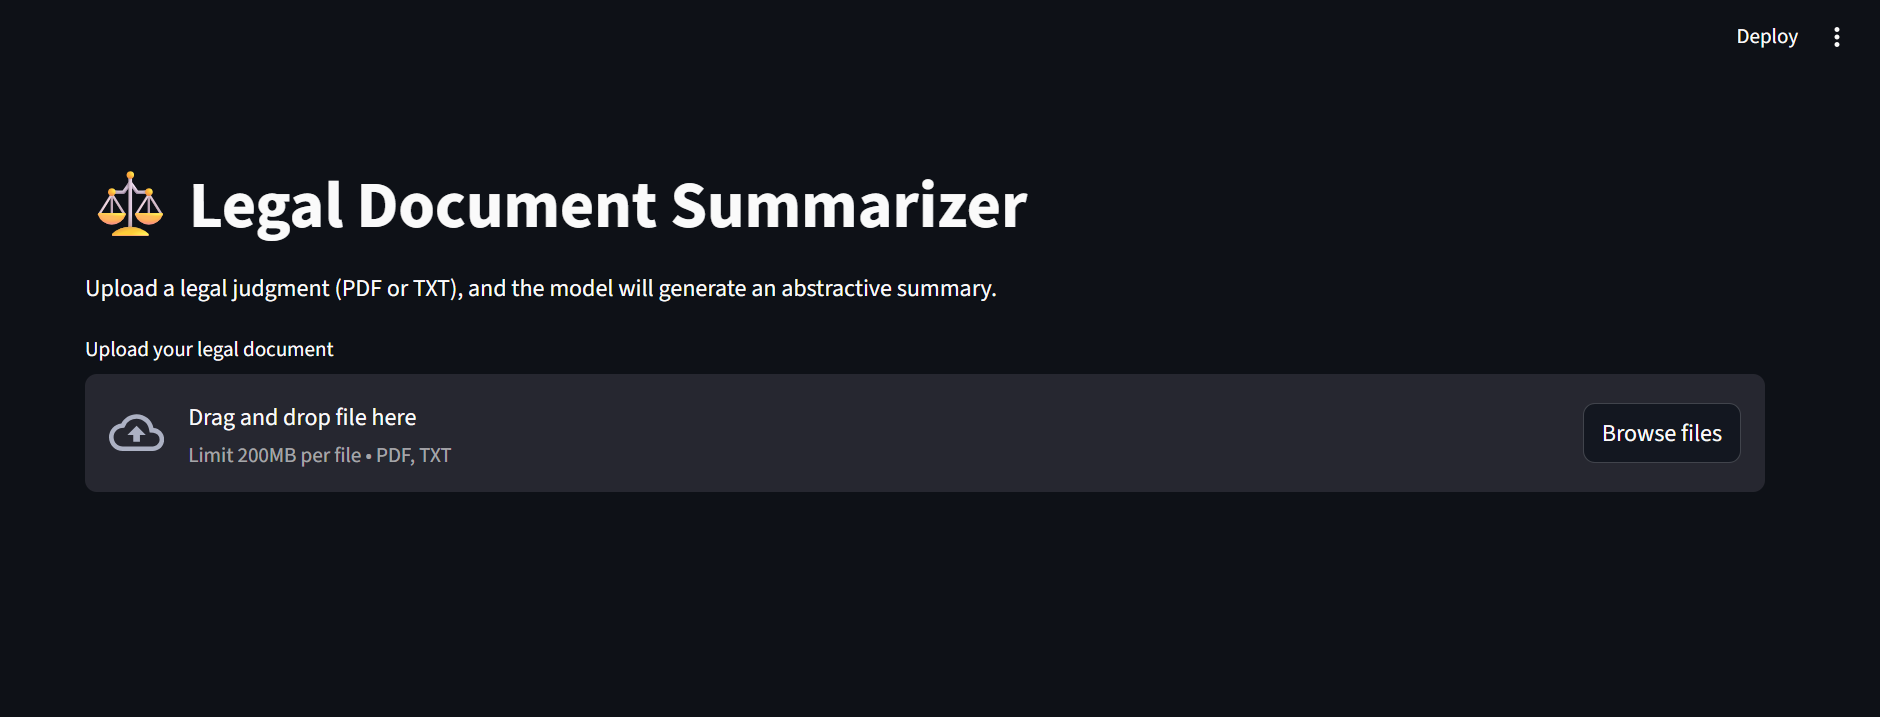 Deploy
Legal Document Summarizer
Upload a legal judgment (PDF or TXT), and the model will generate an abstractive summary.
Upload your legal document
Drag and drop file here
Limit 200MB per file • PDF, TXT
Browse files